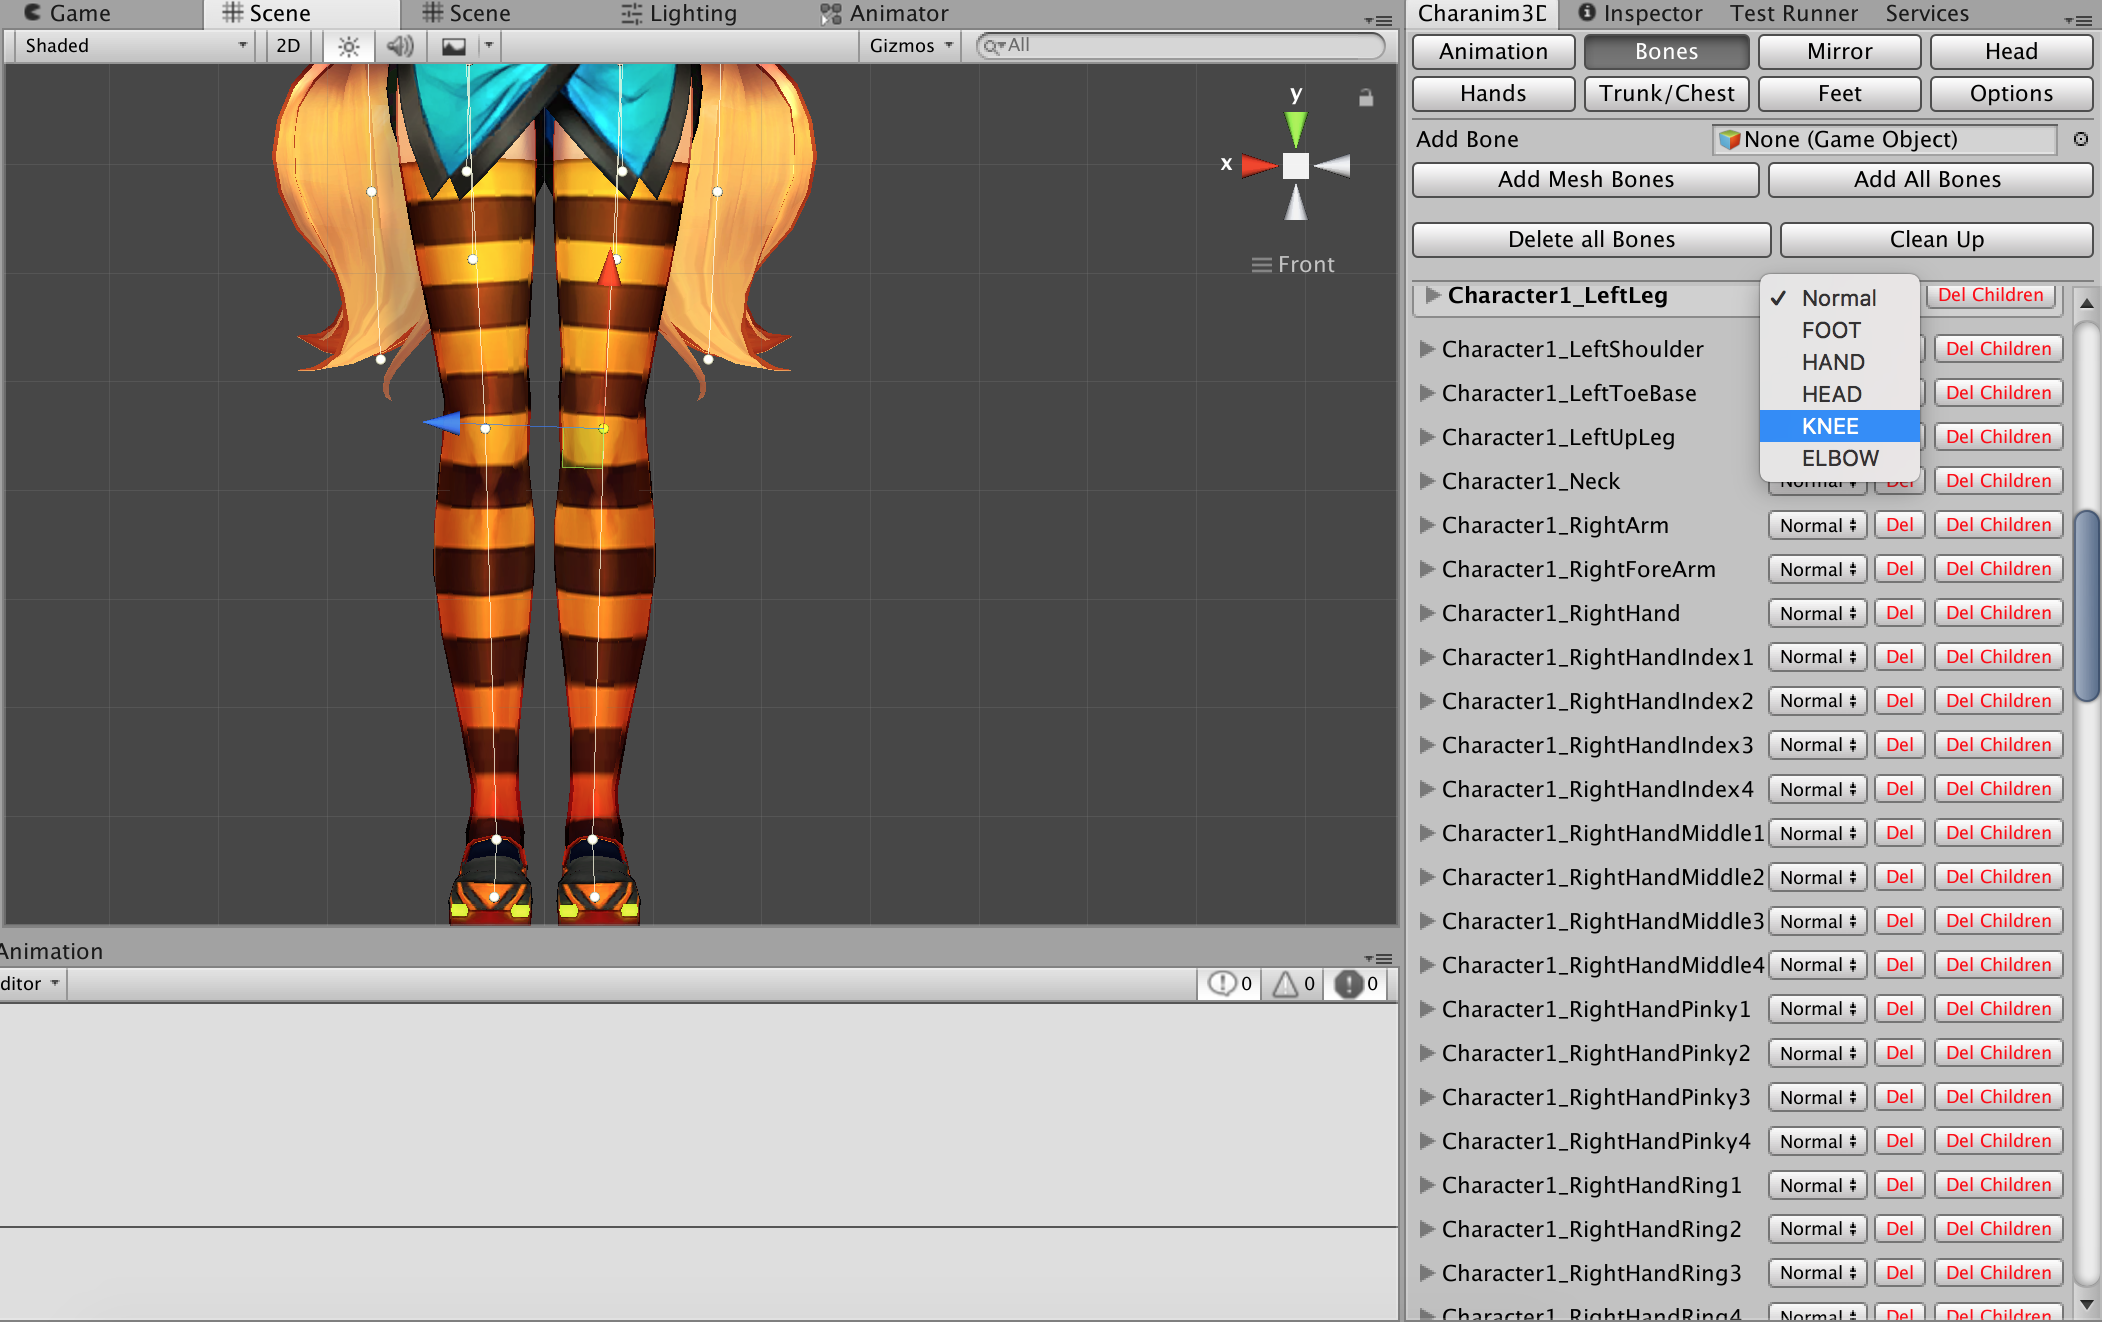 Game Scene Scene Lighting Animator
Shaded 2D Gizmos All
y
x
Front
Charanim3D Inspector Test Runner Services
Animation Bones Mirror Head
Hands Trunk/Chest Feet Options
Add Bone None (Game Object)
Add Mesh Bones Add All Bones
Delete all Bones Clean Up
Character1_LeftLeg Del Children
Normal
FOOT
HAND
HEAD
KNEE
ELBOW
Character1_LeftShoulder Del Children
Character1_LeftToeBase Del Children
Character1_LeftUpLeg Del Children
Character1_Neck Normal Del Del Children
Character1_RightArm Normal Del Del Children
Character1_RightForeArm Normal Del Del Children
Character1_RightHand Normal Del Del Children
Character1_RightHandIndex1 Normal Del Del Children
Character1_RightHandIndex2 Normal Del Del Children
Character1_RightHandIndex3 Normal Del Del Children
Character1_RightHandIndex4 Normal Del Del Children
Character1_RightHandMiddle1 Normal Del Del Children
Character1_RightHandMiddle2 Normal Del Del Children
Character1_RightHandMiddle3 Normal Del Del Children
Character1_RightHandMiddle4 Normal Del Del Children
Character1_RightHandPinky1 Normal Del Del Children
Character1_RightHandPinky2 Normal Del Del Children
Character1_RightHandPinky3 Normal Del Del Children
Character1_RightHandPinky4 Normal Del Del Children
Character1_RightHandRing1 Normal Del Del Children
Character1_RightHandRing2 Normal Del Del Children
Character1_RightHandRing3 Normal Del Del Children
Character1_RightHandRing4 Normal Del Del Children
Animation
ditor 0 0 0